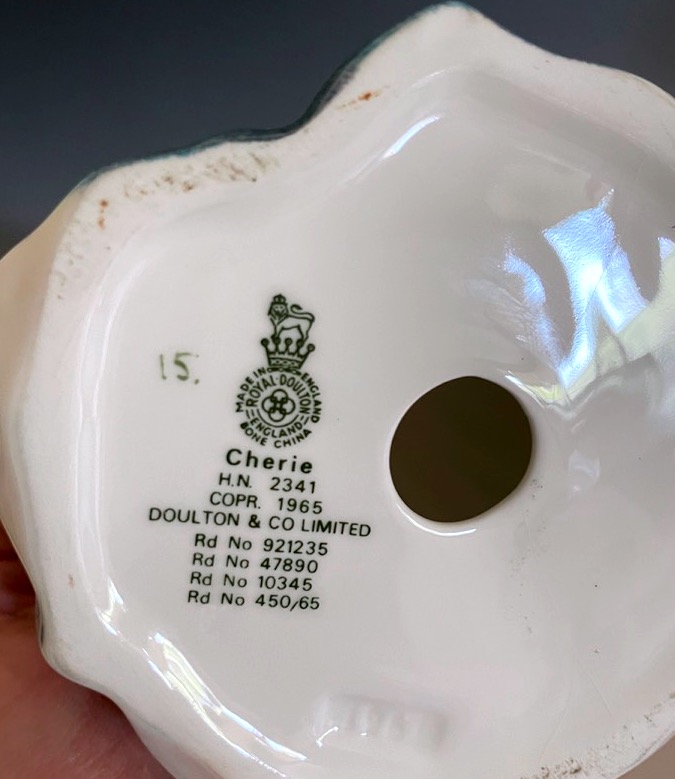 15.
MADE IN ENGLAND
ROYAL·DOULTON
ENGLAND
BONE CHINA
Cherie
H.N. 2341
COPR. 1965
DOULTON & CO LIMITED
Rd No 921235
Rd No 47890
Rd No 10345
Rd No 450/65